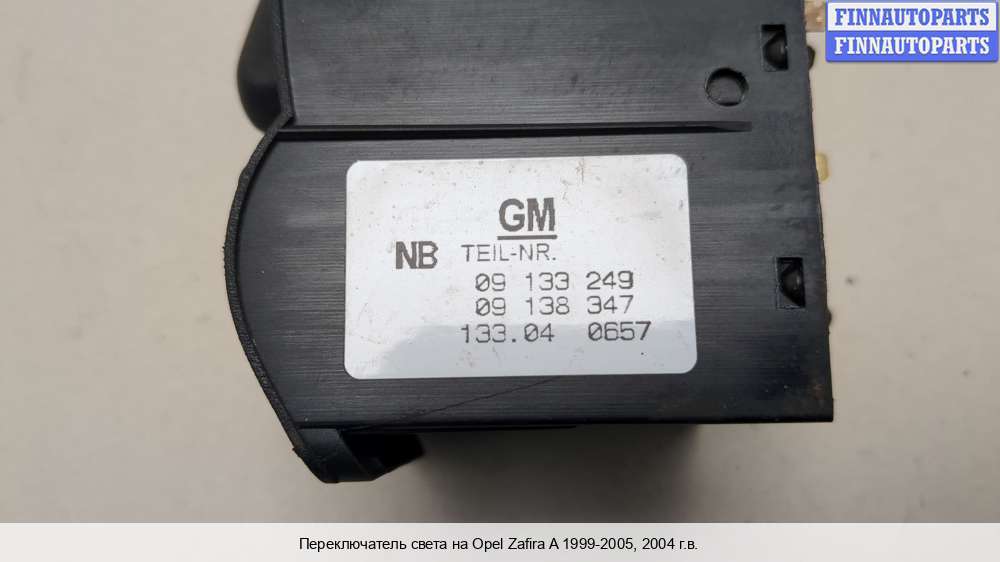 FINNAUTOPARTS
FINNAUTOPARTS
GM
NB TEIL-NR.
09 133 249
09 138 347
133.04 0657
Переключатель света на Opel Zafira A 1999-2005, 2004 г.в.